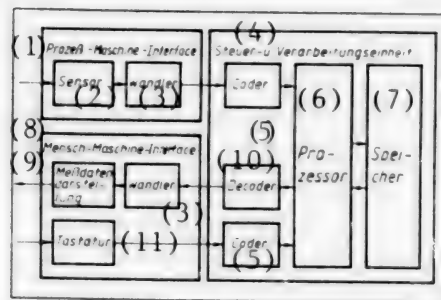 (4)
(1) Prozeß-Maschine-Interface
Steuer-u Verarbeitungseinheit
Sensor
(2)
Wandler
(3)
Coder
(5)
(6)
(7)
(8)
Mensch-Maschine-Interface
(9)
Meßdaten
darstel-
lung
Wandler
(3)
(10)
Decoder
Pro-
zessor
Spei-
cher
Tastatur
(11)
Coder
(5)